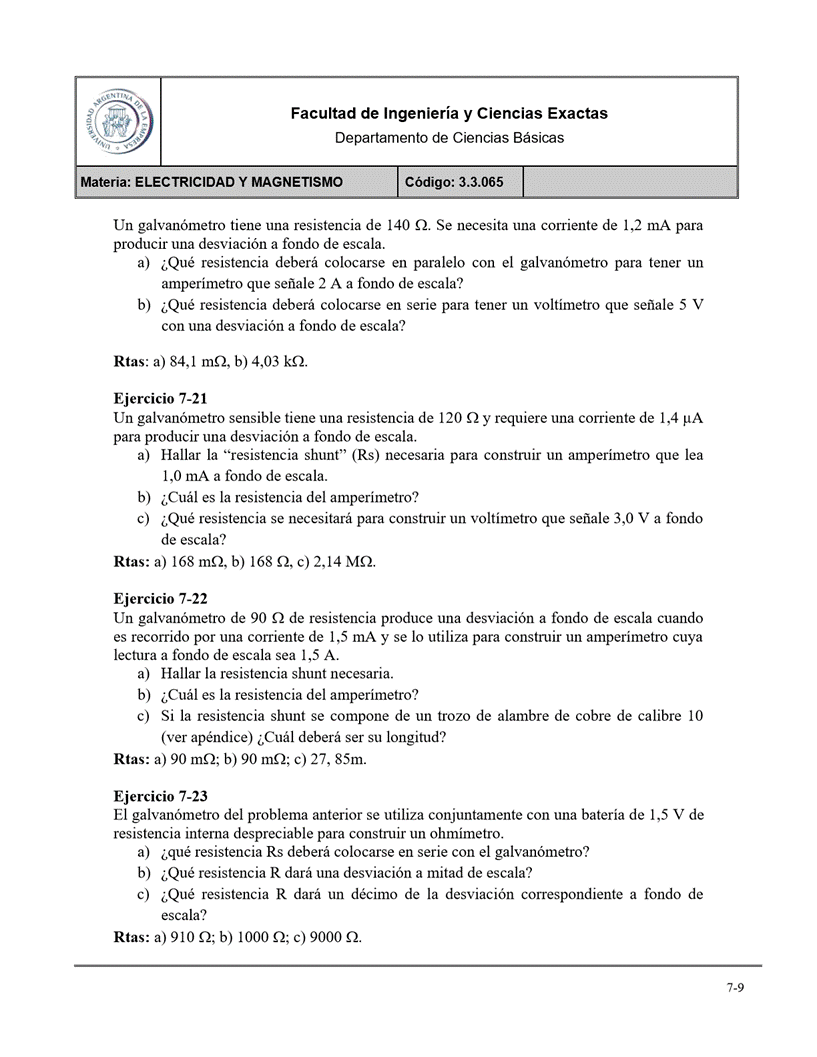 UNIVERSIDAD ARGENTINA DE LA EMPRESA
Facultad de Ingeniería y Ciencias Exactas
Departamento de Ciencias Básicas
Materia: ELECTRICIDAD Y MAGNETISMO Código: 3.3.065
Un galvanómetro tiene una resistencia de 140 Ω. Se necesita una corriente de 1,2 mA para
producir una desviación a fondo de escala.
a) ¿Qué resistencia deberá colocarse en paralelo con el galvanómetro para tener un
amperímetro que señale 2 A a fondo de escala?
b) ¿Qué resistencia deberá colocarse en serie para tener un voltímetro que señale 5 V
con una desviación a fondo de escala?
Rtas: a) 84,1 mΩ, b) 4,03 kΩ.
Ejercicio 7-21
Un galvanómetro sensible tiene una resistencia de 120 Ω y requiere una corriente de 1,4 µA
para producir una desviación a fondo de escala.
a) Hallar la “resistencia shunt” (Rs) necesaria para construir un amperímetro que lea
1,0 mA a fondo de escala.
b) ¿Cuál es la resistencia del amperímetro?
c) ¿Qué resistencia se necesitará para construir un voltímetro que señale 3,0 V a fondo
de escala?
Rtas: a) 168 mΩ, b) 168 Ω, c) 2,14 MΩ.
Ejercicio 7-22
Un galvanómetro de 90 Ω de resistencia produce una desviación a fondo de escala cuando
es recorrido por una corriente de 1,5 mA y se lo utiliza para construir un amperímetro cuya
lectura a fondo de escala sea 1,5 A.
a) Hallar la resistencia shunt necesaria.
b) ¿Cuál es la resistencia del amperímetro?
c) Si la resistencia shunt se compone de un trozo de alambre de cobre de calibre 10
(ver apéndice) ¿Cuál deberá ser su longitud?
Rtas: a) 90 mΩ; b) 90 mΩ; c) 27, 85m.
Ejercicio 7-23
El galvanómetro del problema anterior se utiliza conjuntamente con una batería de 1,5 V de
resistencia interna despreciable para construir un ohmímetro.
a) ¿qué resistencia Rs deberá colocarse en serie con el galvanómetro?
b) ¿Qué resistencia R dará una desviación a mitad de escala?
c) ¿Qué resistencia R dará un décimo de la desviación correspondiente a fondo de
escala?
Rtas: a) 910 Ω; b) 1000 Ω; c) 9000 Ω.
7-9